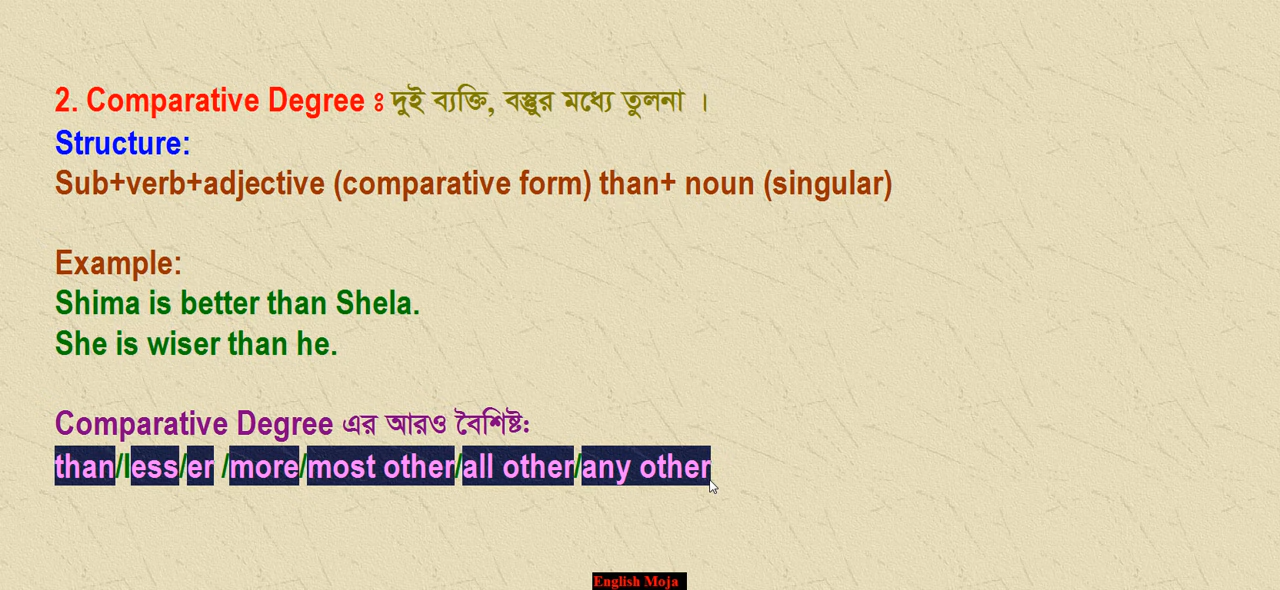 2. Comparative Degree ঃ দুই ব্যক্তি, বস্তুর মধ্যে তুলনা ।
Structure:
Sub+verb+adjective (comparative form) than+ noun (singular)
Example:
Shima is better than Shela.
She is wiser than he.
Comparative Degree এর আরও বৈশিষ্ট:
than/less/er /more/most other/all other/any other
English Moja